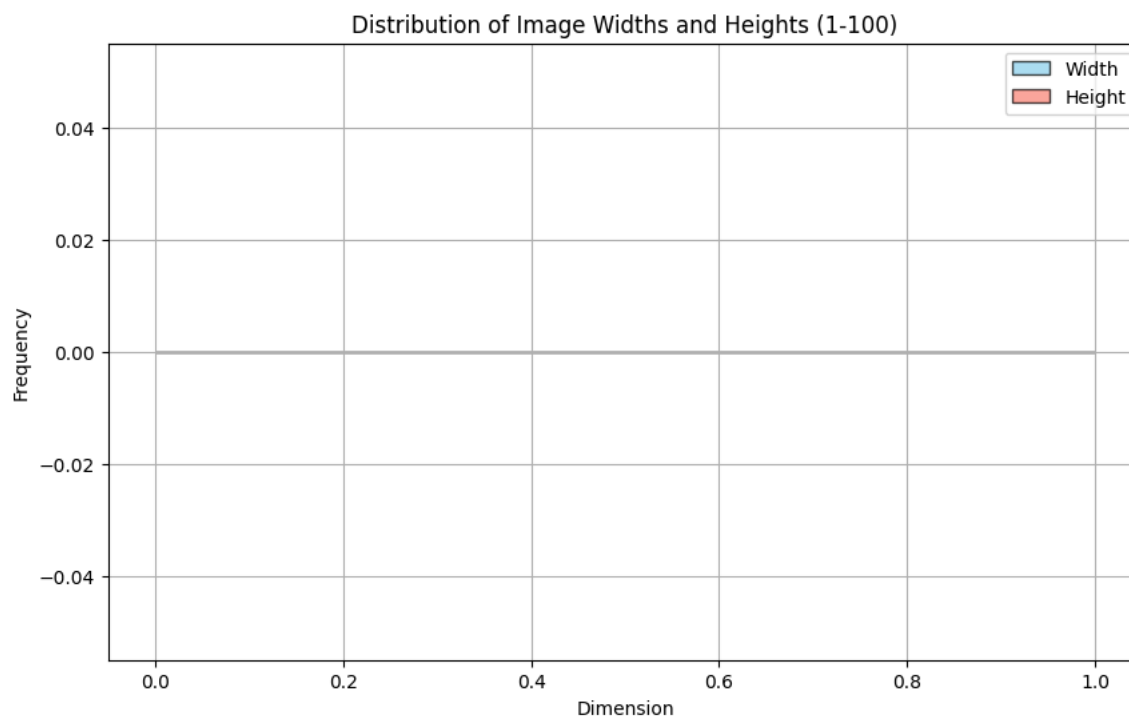 Distribution of Image Widths and Heights (1-100)
Width
Height
0.04
0.02
0.00
−0.02
−0.04
Frequency
0.0 0.2 0.4 0.6 0.8 1.0
Dimension